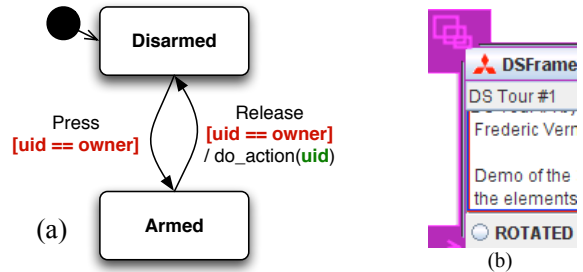 Disarmed
Press
[uid == owner]
Release
[uid == owner]
/ do_action(uid)
Armed
(a)
DSFrame
DS Tour #1
Frederic Vern
Demo of the
the elements
ROTATED
(b)